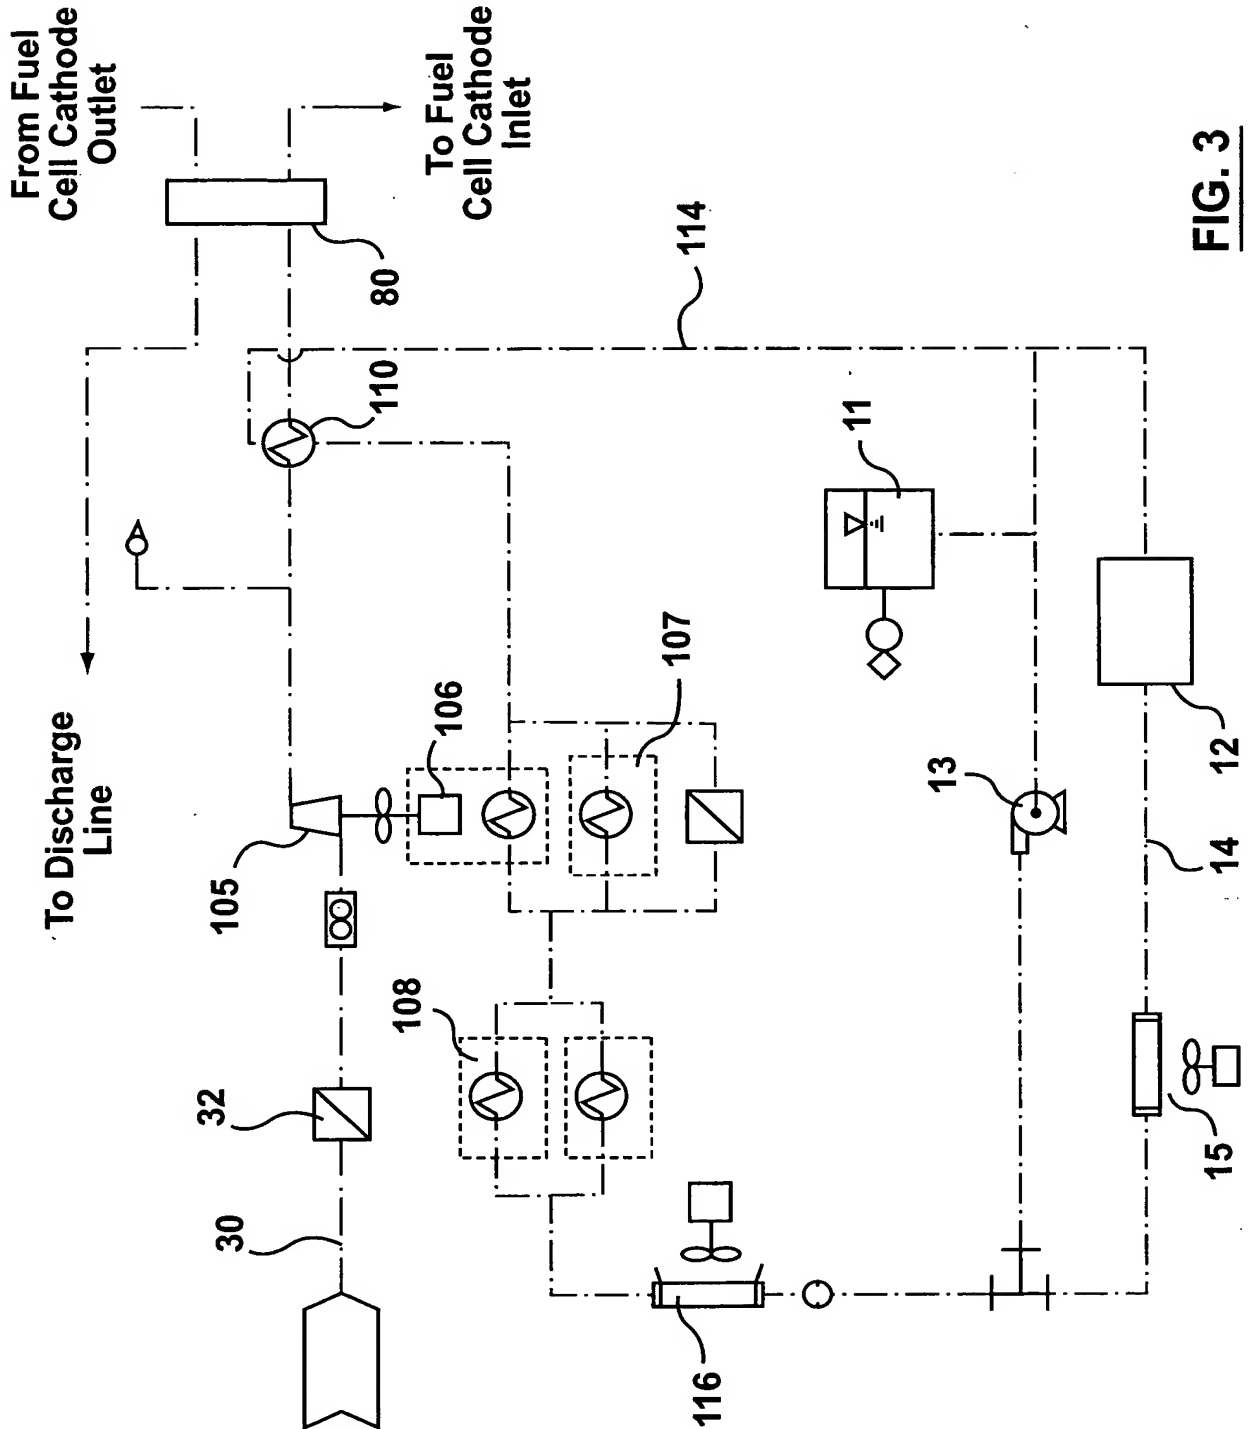 From Fuel
Cell Cathode
Outlet
To Fuel
Cell Cathode
Inlet
80
114
110
11
107
106
To Discharge
Line
105
13
12
14
108
32
30
15
116
FIG. 3